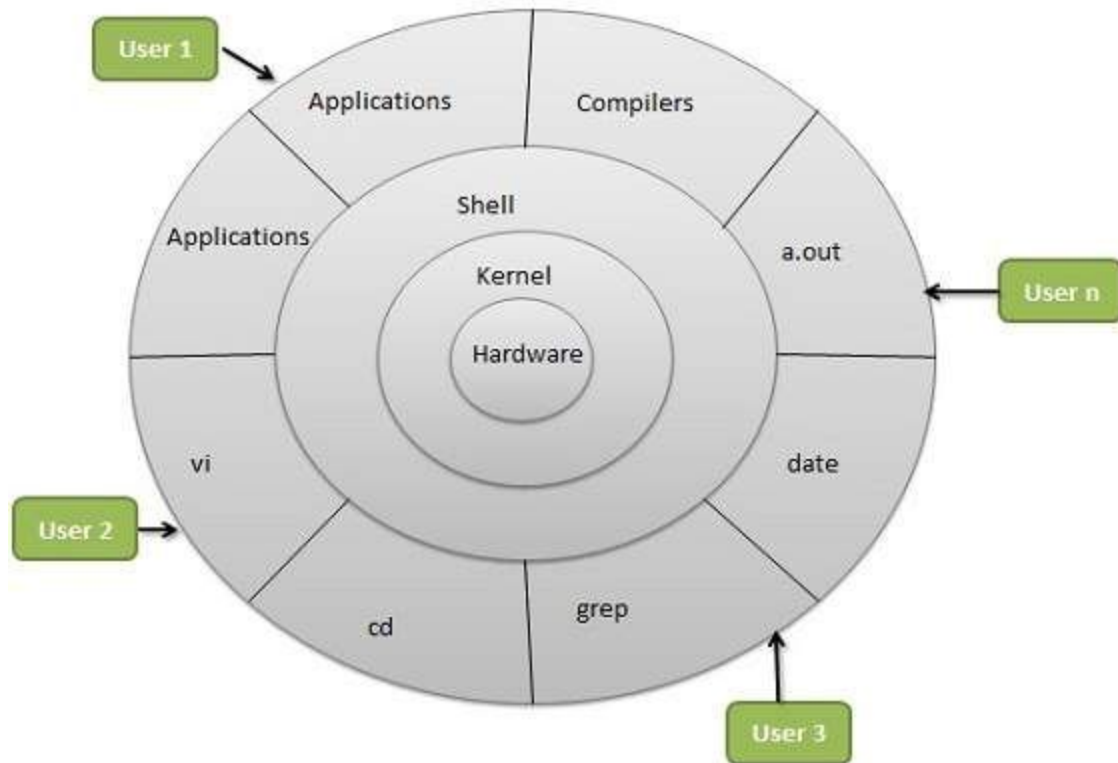 User 1
Applications
Compilers
Shell
Applications
a.out
Kernel
User n
Hardware
vi
date
User 2
grep
cd
User 3